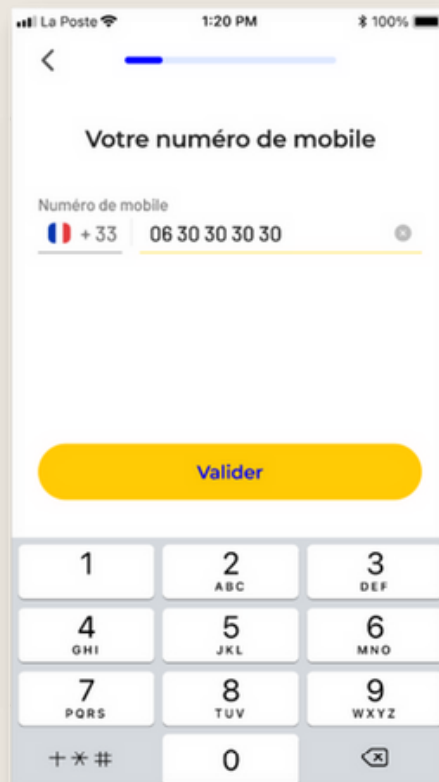 La Poste 1:20 PM 100%
Votre numéro de mobile
Numéro de mobile
+ 33 06 30 30 30 30
Valider
1 2 3
ABC DEF
4 5 6
GHI JKL MNO
7 8 9
PQRS TUV WXYZ
+ * # 0